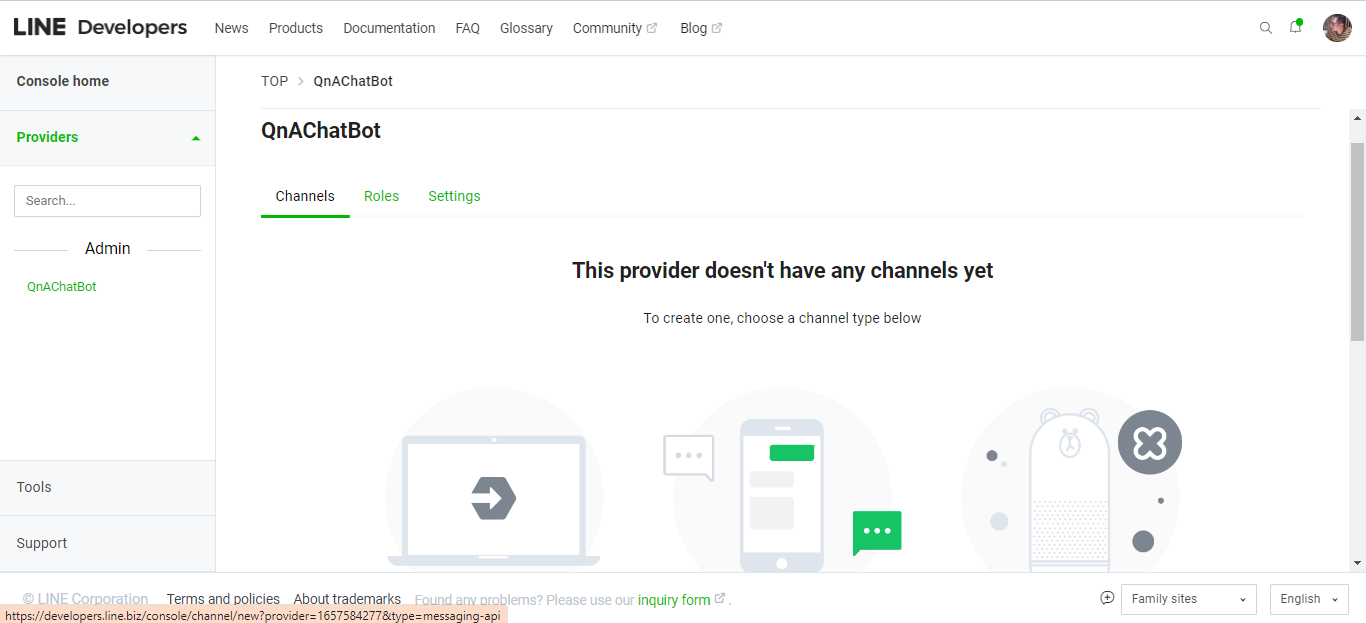 LINE Developers News Products Documentation FAQ Glossary Community Blog
Console home
Providers
Search...
Admin
QnAChatBot
Tools
Support
TOP > QnAChatBot
QnAChatBot
Channels Roles Settings
This provider doesn't have any channels yet
To create one, choose a channel type below
© LINE Corporation Terms and policies About trademarks Found any problems? Please use our inquiry form . Family sites English
https://developers.line.biz/console/channel/new?provider=1657584277&type=messaging-api